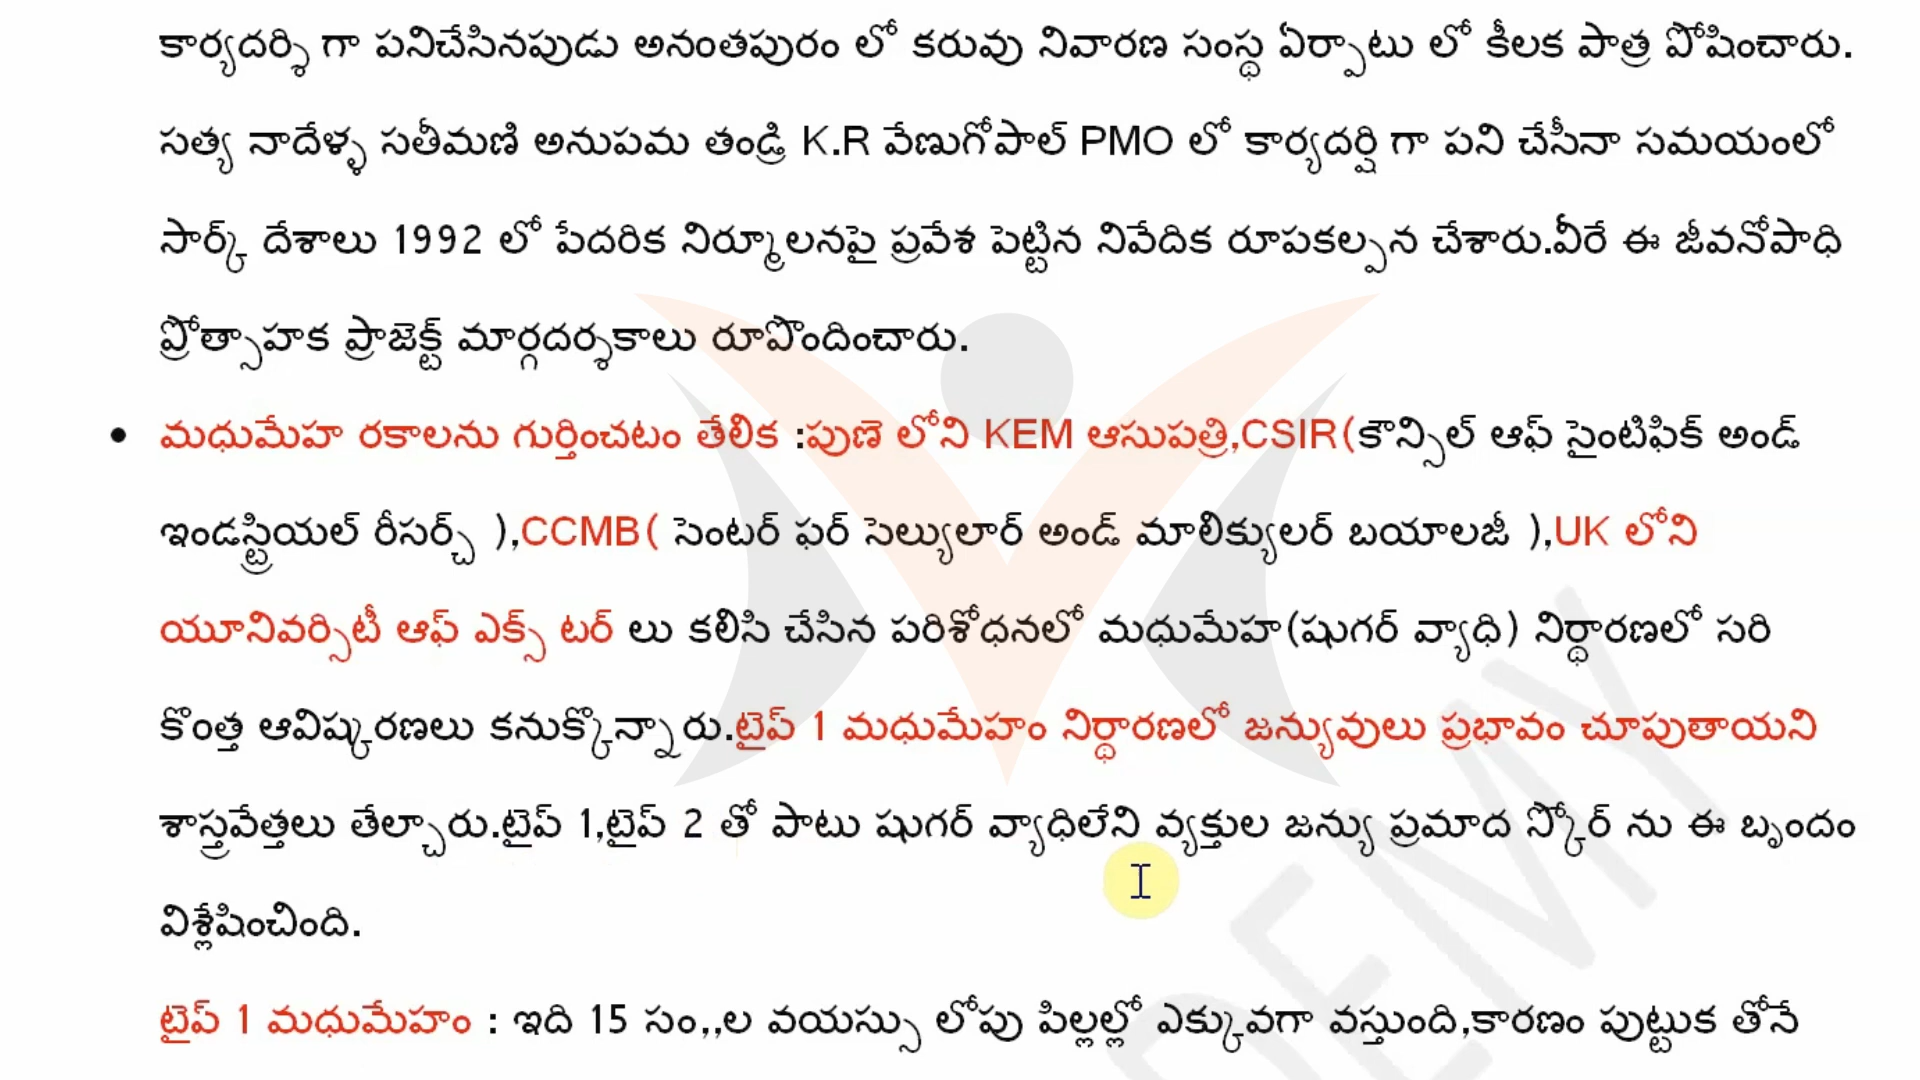 కార్యదర్శి గా పనిచేసినపుడు అనంతపురం లో కరువు నివారణ సంస్థ ఏర్పాటు లో కీలక పాత్ర పోషించారు.
సత్య నాదేళ్ళ సతీమణి అనుపమ తండ్రి K.R వేణుగోపాల్ PMO లో కార్యదర్షి గా పని చేసీనా సమయంలో
సార్క్ దేశాలు 1992 లో పేదరిక నిర్మూలనపై ప్రవేశ పెట్టిన నివేదిక రూపకల్పన చేశారు.వీరే ఈ జీవనోపాధి
ప్రోత్సాహక ప్రాజెక్ట్ మార్గదర్శకాలు రూపొందించారు.
• మధుమేహ రకాలను గుర్తించటం తేలిక :పుణె లోని KEM ఆసుపత్రి,CSIR(కౌన్సిల్ ఆఫ్ సైంటిఫిక్ అండ్
ఇండస్ట్రియల్ రీసర్చ్ ),CCMB( సెంటర్ ఫర్ సెల్యులార్ అండ్ మాలిక్యులర్ బయాలజీ ),UK లోని
యూనివర్సిటీ ఆఫ్ ఎక్స్ టర్ లు కలిసి చేసిన పరిశోధనలో మధుమేహ(షుగర్ వ్యాధి) నిర్ధారణలో సరి
కొంత్త ఆవిష్కరణలు కనుక్కొన్నారు.టైప్ 1 మధుమేహం నిర్ధారణలో జన్యువులు ప్రభావం చూపుతాయని
శాస్త్రవేత్తలు తేల్చారు.టైప్ 1,టైప్ 2 తో పాటు షుగర్ వ్యాధిలేని వ్యక్తుల జన్యు ప్రమాద స్కోర్ ను ఈ బృందం
విశ్లేషించింది.
టైప్ 1 మధుమేహం : ఇది 15 సం,,ల వయస్సు లోపు పిల్లల్లో ఎక్కువగా వస్తుంది,కారణం పుట్టుక తోనే